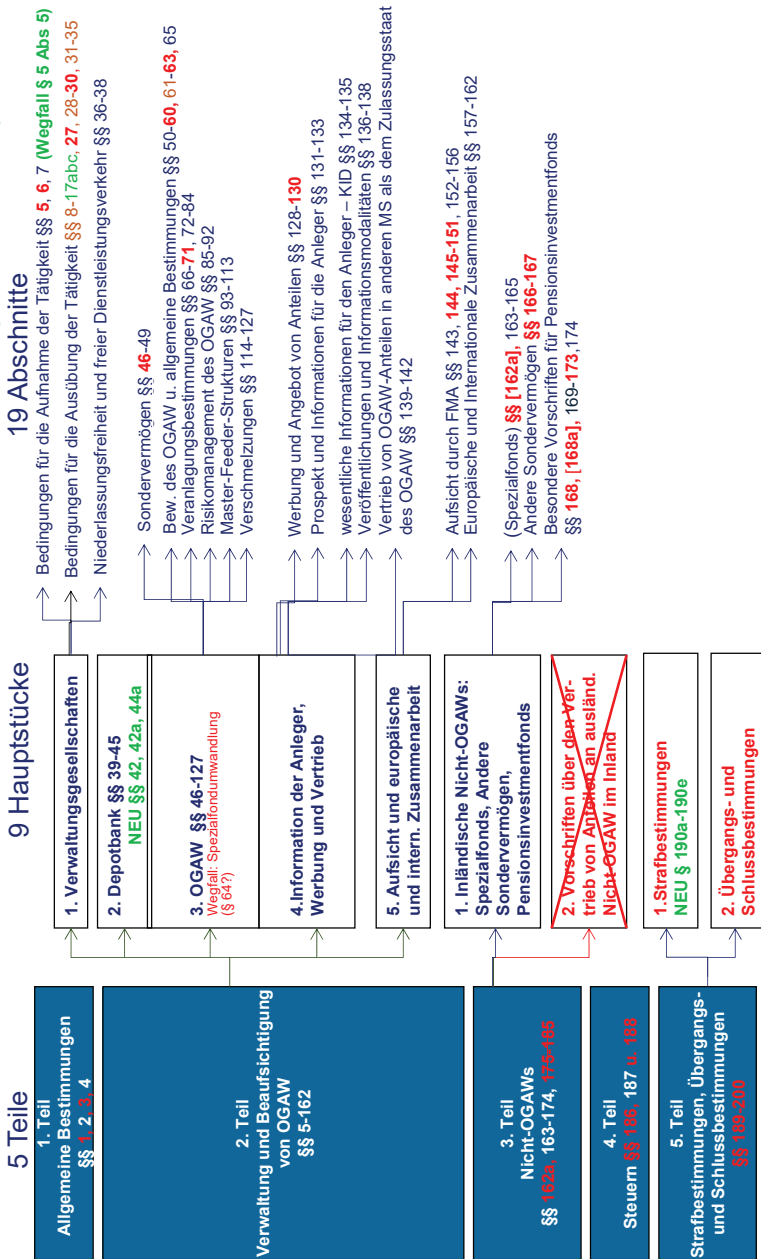 5 Teile
9 Hauptstücke
19 Abschnitte
1. Teil
Allgemeine Bestimmungen
§§ 1, 2, 3, 4
2. Teil
Verwaltung und Beaufsichtigung
von OGAW
§§ 5-162
3. Teil
Nicht-OGAWs
§§ 162a, 163-174, 175-185
4. Teil
Steuern §§ 186, 187 u. 188
5. Teil
Strafbestimmungen, Übergangs-
und Schlussbestimmungen
§§ 189-200
1. Verwaltungsgesellschaften
2. Depotbank §§ 39-45
NEU §§ 42, 42a, 44a
3. OGAW §§ 46-127
Wegfall: Spezialfondumwandlung
(§ 64?)
4.Information der Anleger,
Werbung und Vertrieb
5. Aufsicht und europäische
und intern. Zusammenarbeit
1. Inländische Nicht-OGAWs:
Spezialfonds, Andere
Sondervermögen,
Pensionsinvestmentfonds
2. Vorschriften über den Ver-
trieb von Anteilen an ausländ.
Nicht-OGAW im Inland
1.Strafbestimmungen
NEU § 190a-190e
2. Übergangs- und
Schlussbestimmungen
Bedingungen für die Aufnahme der Tätigkeit §§ 5, 6, 7 (Wegfall § 5 Abs 5)
Bedingungen für die Ausübung der Tätigkeit §§ 8-17abc, 27, 28-30, 31-35
Niederlassungsfreiheit und freier Dienstleistungsverkehr §§ 36-38
Sondervermögen §§ 46-49
Bew. des OGAW u. allgemeine Bestimmungen §§ 50-60, 61-63, 65
Veranlagungsbestimmungen §§ 66-71, 72-84
Risikomanagement des OGAW §§ 85-92
Master-Feeder-Strukturen §§ 93-113
Verschmelzungen §§ 114-127
Werbung und Angebot von Anteilen §§ 128-130
Prospekt und Informationen für die Anleger §§ 131-133
wesentliche Informationen für den Anleger – KID §§ 134-135
Veröffentlichungen und Informationsmodalitäten §§ 136-138
Vertrieb von OGAW-Anteilen in anderen MS als dem Zulassungsstaat
des OGAW §§ 139-142
Aufsicht durch FMA §§ 143, 144, 145-151, 152-156
Europäische und Internationale Zusammenarbeit §§ 157-162
(Spezialfonds) §§ [162a], 163-165
Andere Sondervermögen §§ 166-167
Besondere Vorschriften für Pensionsinvestmentfonds
§§ 168, [168a], 169-173,174